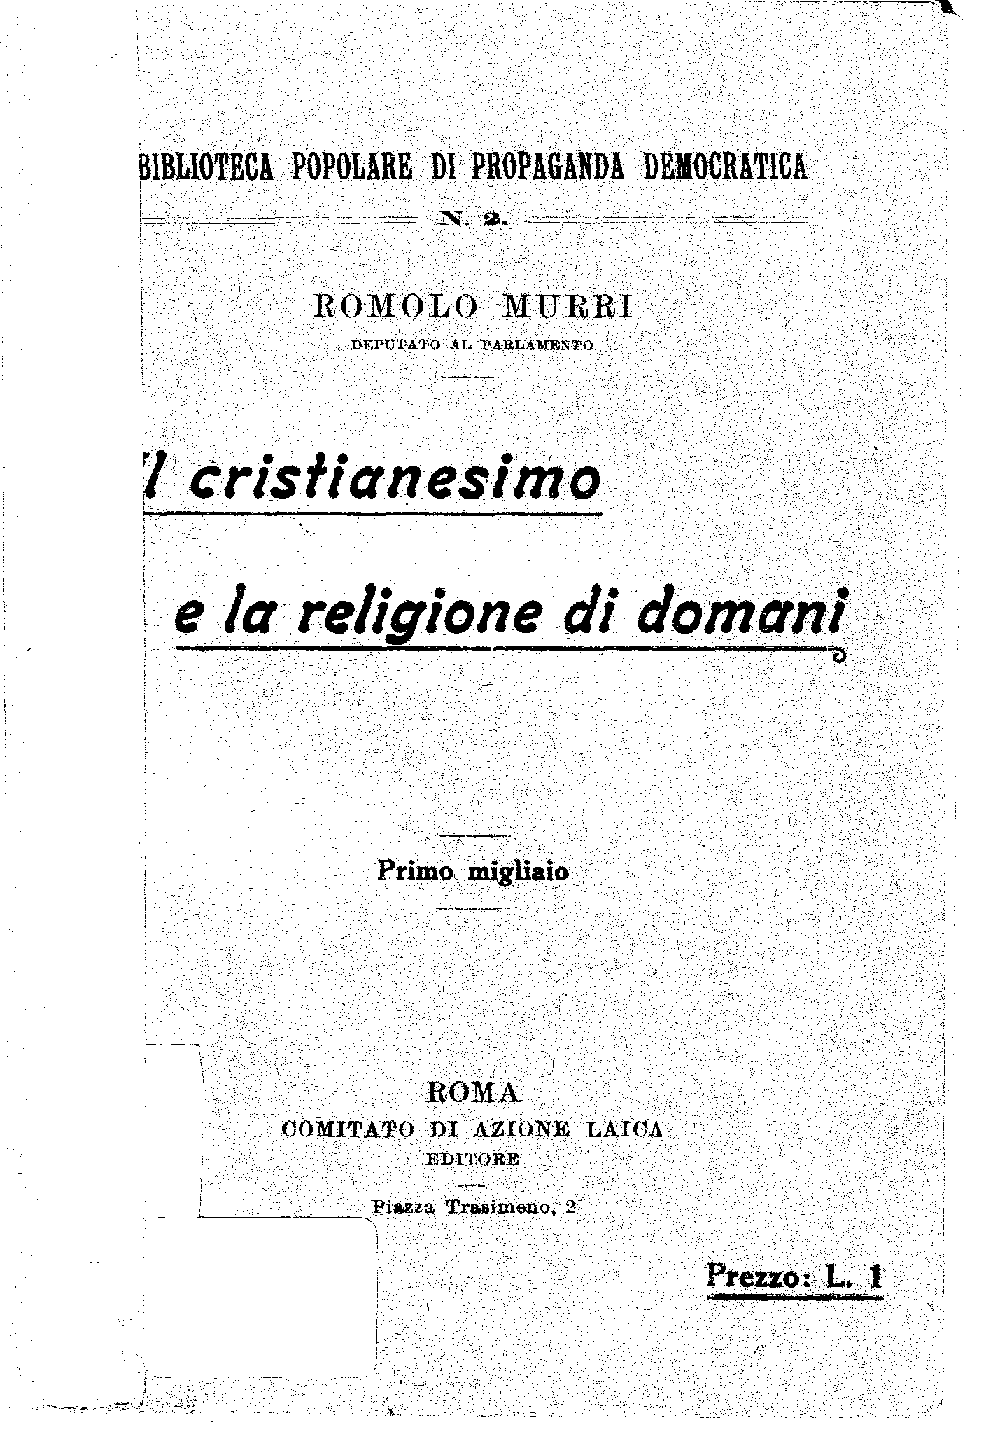 BIBLIOTECA POPOLARE DI PROPAGANDA DEMOCRATICA
N. 2.
ROMOLO MURRI
DEPUTATO AL PARLAMENTO
Il cristianesimo
e la religione di domani
Primo migliaio
ROMA
COMITATO DI AZIONE LAICA
EDITORE
Piazza Trasimeno, 2
Prezzo: L. 1